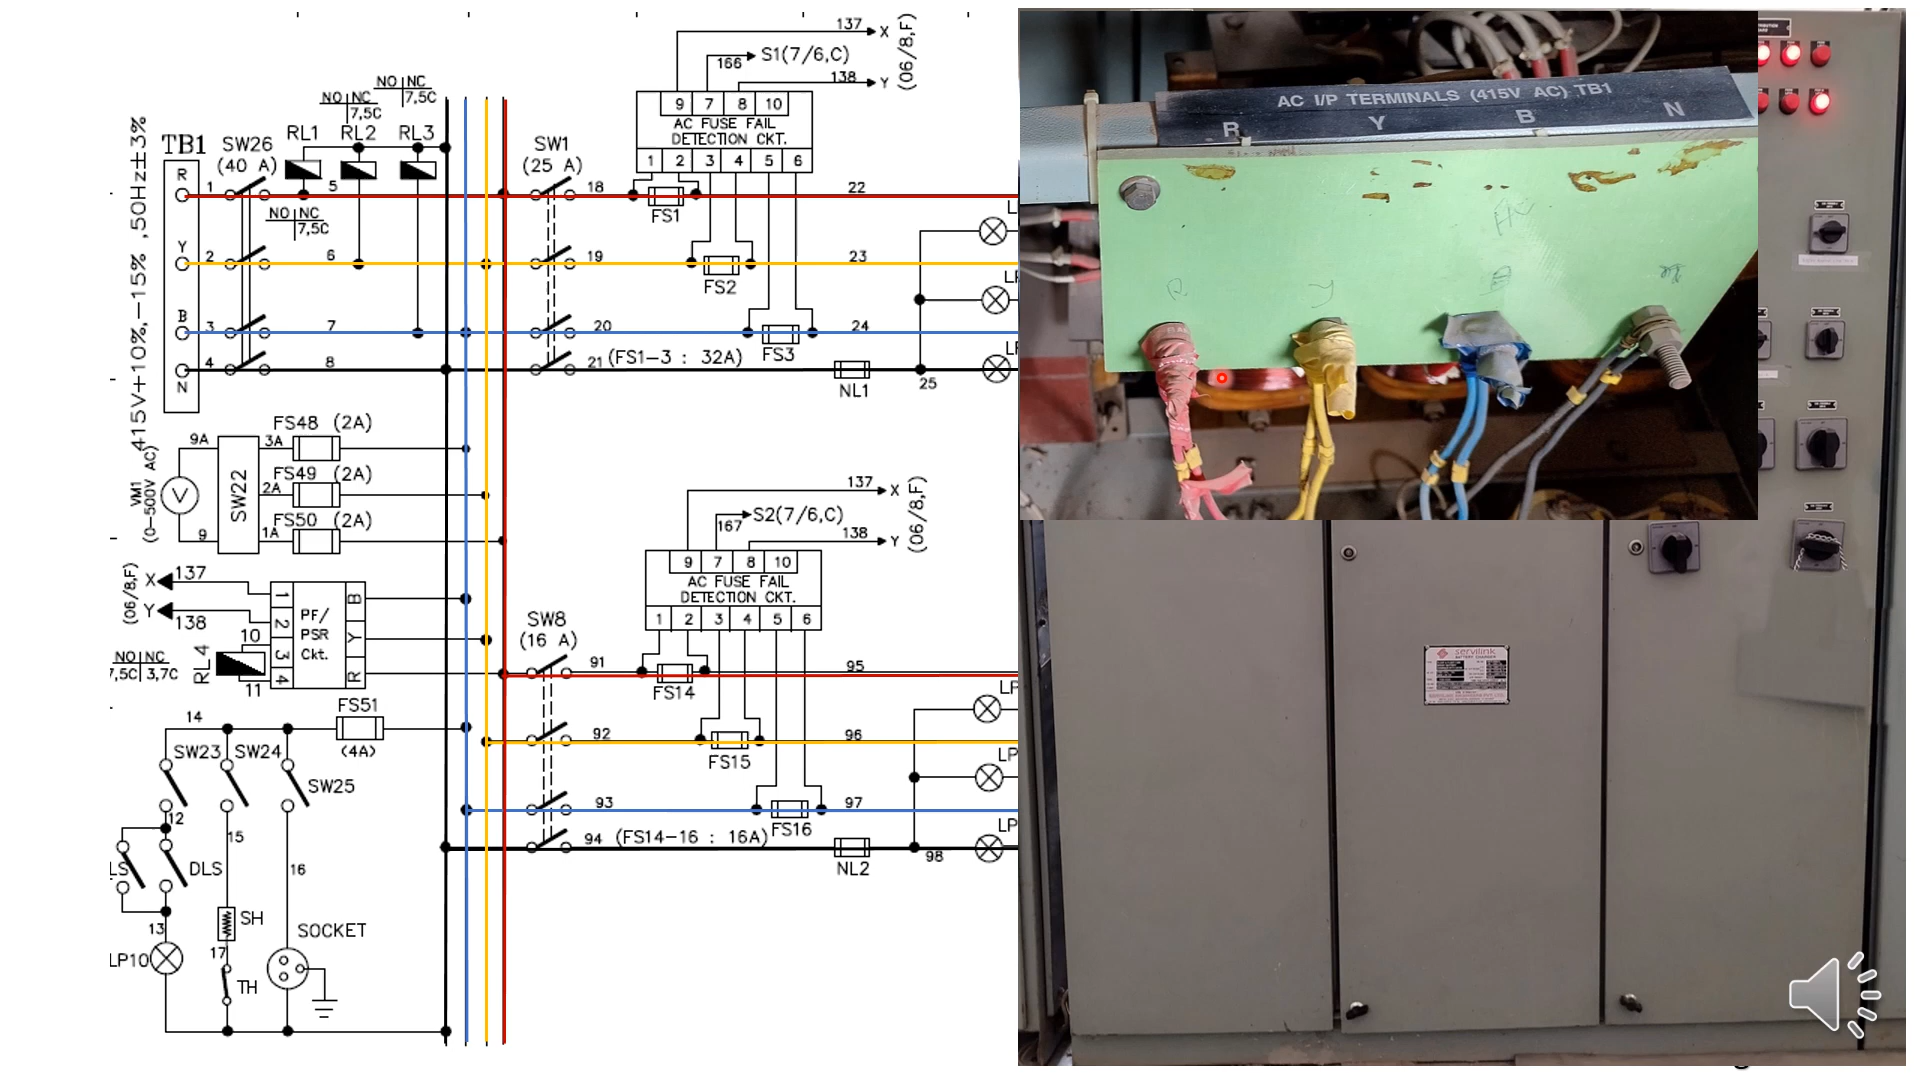 137
X
166
S1(7/6,C)
138
Y
(06/8,F)
NO NC
7,5C
NO NC
7,5C
9 7 8 10
AC FUSE FAIL
DETECTION CKT.
1 2 3 4 5 6
415V+10%,-15% ,50Hz±3%
TB1
SW26
(40 A)
RL1
RL2
RL3
SW1
(25 A)
R
1
5
18
FS1
22
NO NC
7,5C
Y
2
6
19
FS2
23
B
3
7
20
FS3
24
4
N
8
21
(FS1-3 : 32A)
NL1
25
VM1
(0-500V AC)
9A
V
9
SW22
3A
FS48 (2A)
2A
FS49 (2A)
1A
FS50 (2A)
137
X
167
S2(7/6,C)
138
Y
(06/8,F)
9 7 8 10
AC FUSE FAIL
DETECTION CKT.
1 2 3 4 5 6
(06/8,F)
X
137
Y
138
1
2
3
4
PF/
PSR
Ckt.
B
Y
R
NO NC
7,5C 3,7C
RL4
10
11
SW8
(16 A)
91
FS14
95
92
FS15
96
93
FS16
97
94
(FS14-16 : 16A)
NL2
98
LP
LP
14
FS51
(4A)
SW23
SW24
SW25
12
15
16
LS
DLS
13
LP10
SH
17
TH
SOCKET
AC I/P TERMINALS (415V AC) TB1
R Y B N
servilink